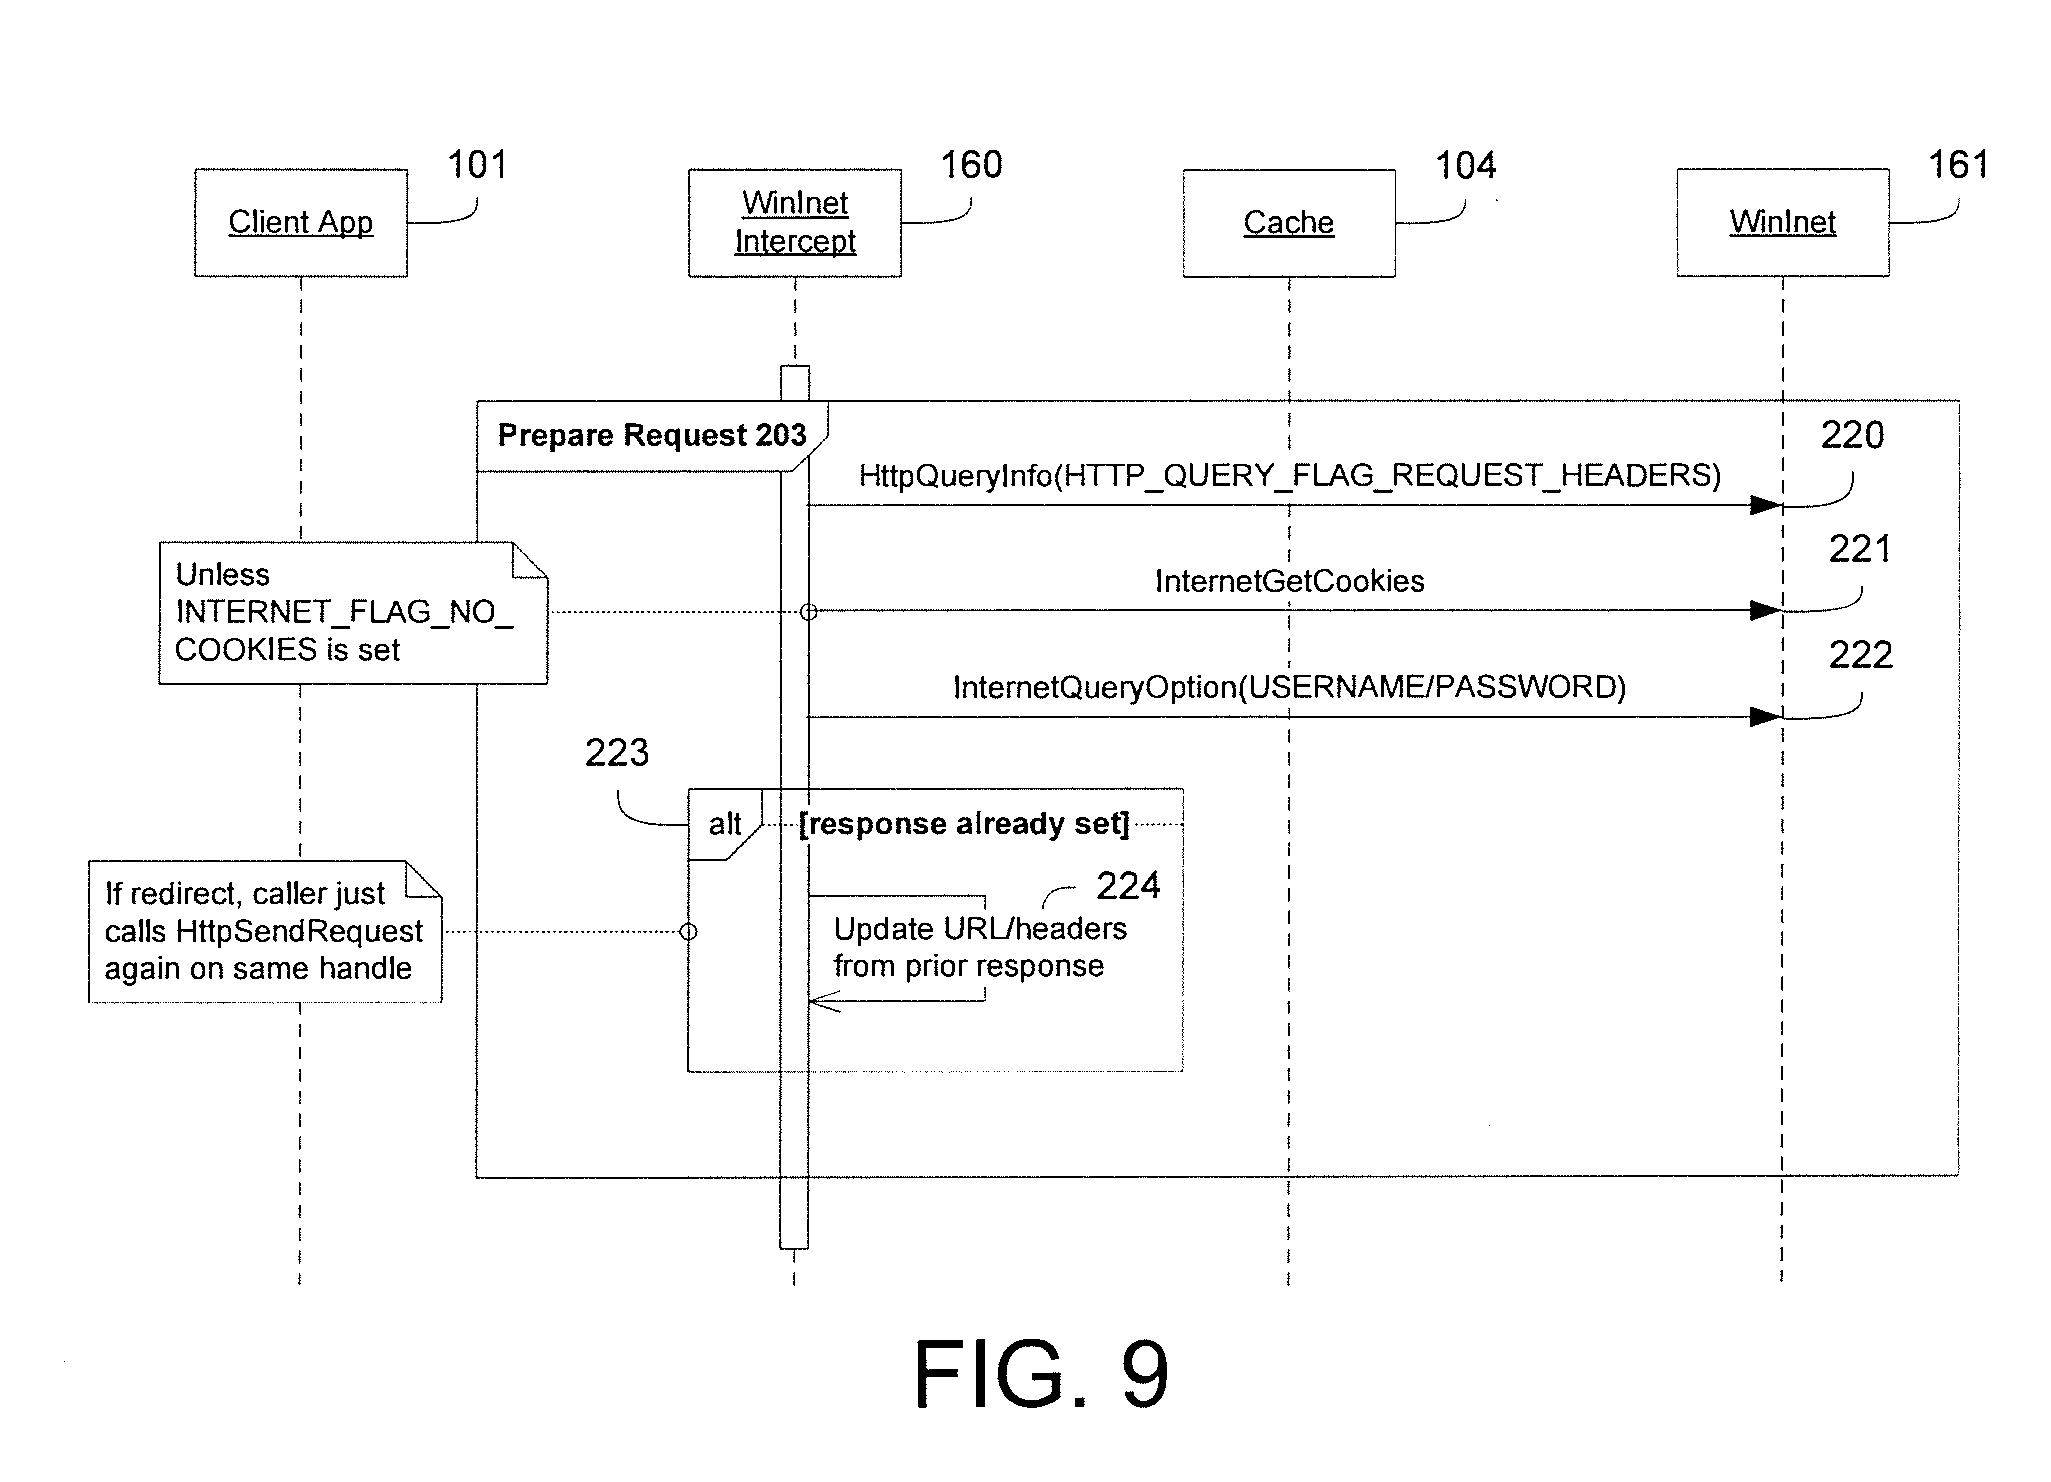 101
160
104
161
Client App
WinInet
Intercept
Cache
WinInet
Prepare Request 203
220
HttpQueryInfo(HTTP_QUERY_FLAG_REQUEST_HEADERS)
221
Unless
INTERNET_FLAG_NO_
COOKIES is set
InternetGetCookies
222
InternetQueryOption(USERNAME/PASSWORD)
223
alt
[response already set]
If redirect, caller just
calls HttpSendRequest
again on same handle
224
Update URL/headers
from prior response
FIG. 9